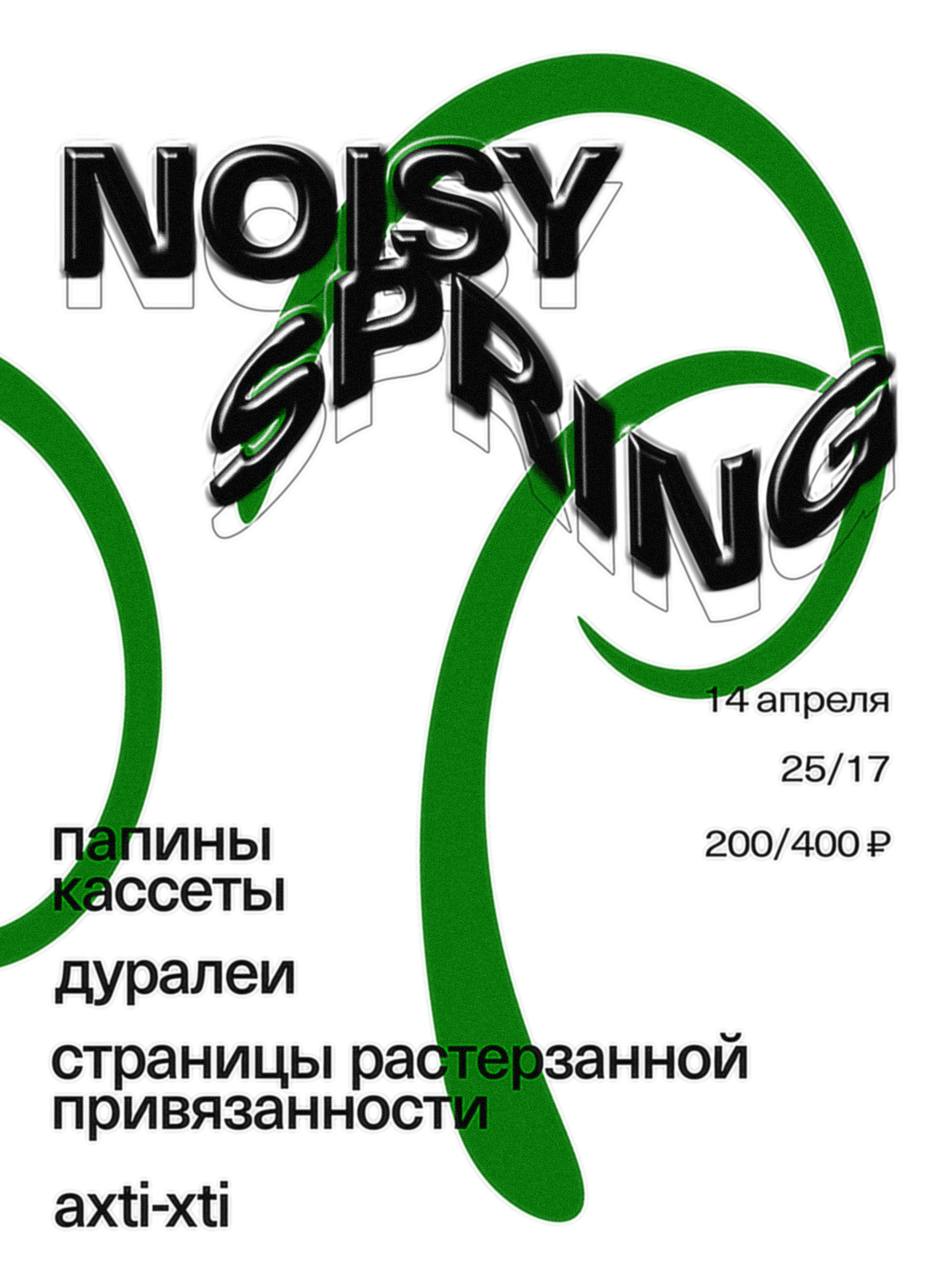 NOISY
SPRING
14 апреля
25/17
200/400 ₽
папины
кассеты
дуралеи
страницы растерзанной
привязанности
axti-xti